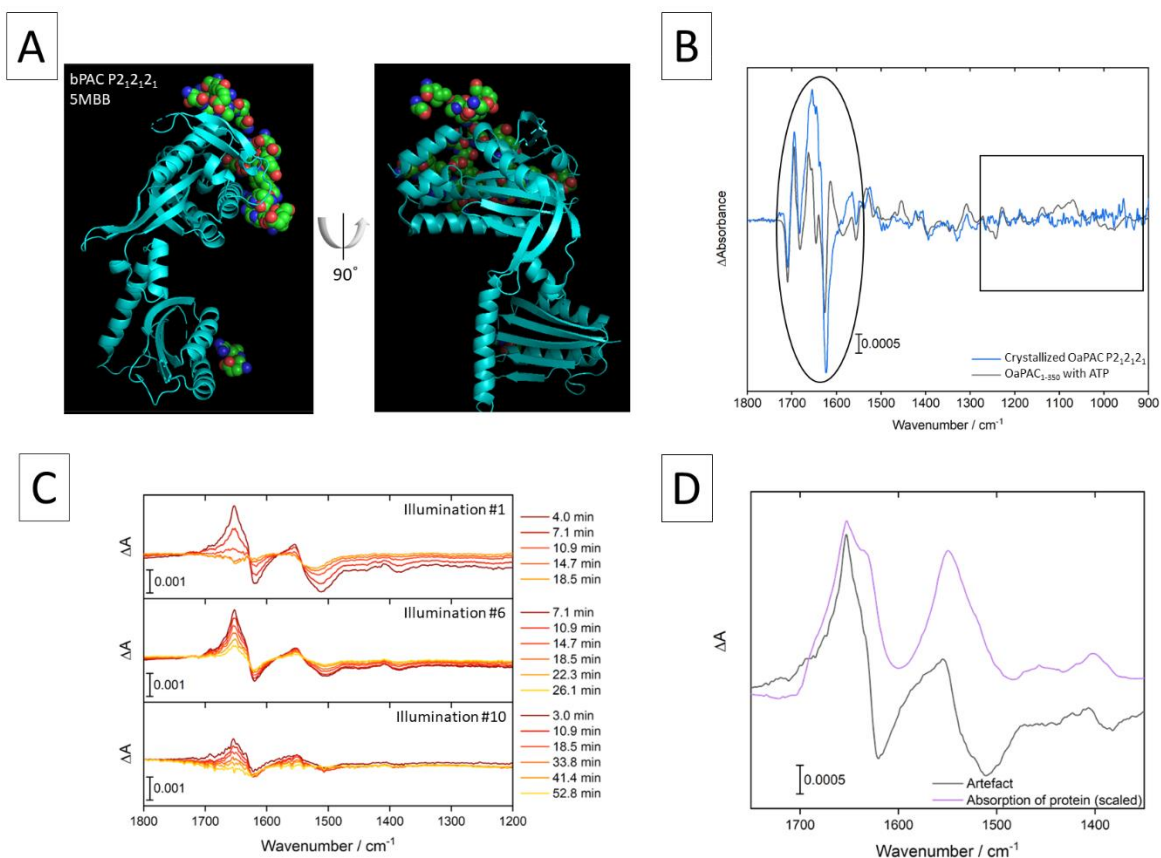 A
bPAC P2₁2₁2₁
5MBB
90˚
B
ΔAbsorbance
0.0005
Crystallized OaPAC P2₁2₁2₁
OaPAC₁₋₃₅₀ with ATP
1800 1700 1600 1500 1400 1300 1200 1100 1000 900
Wavenumber / cm⁻¹
C
Illumination #1
ΔA
0.001
4.0 min
7.1 min
10.9 min
14.7 min
18.5 min
Illumination #6
ΔA
0.001
7.1 min
10.9 min
14.7 min
18.5 min
22.3 min
26.1 min
Illumination #10
ΔA
0.001
3.0 min
10.9 min
18.5 min
33.8 min
41.4 min
52.8 min
1800 1700 1600 1500 1400 1300 1200
Wavenumber / cm⁻¹
D
ΔA
0.0005
Artefact
Absorption of protein (scaled)
1700 1600 1500 1400
Wavenumber / cm⁻¹